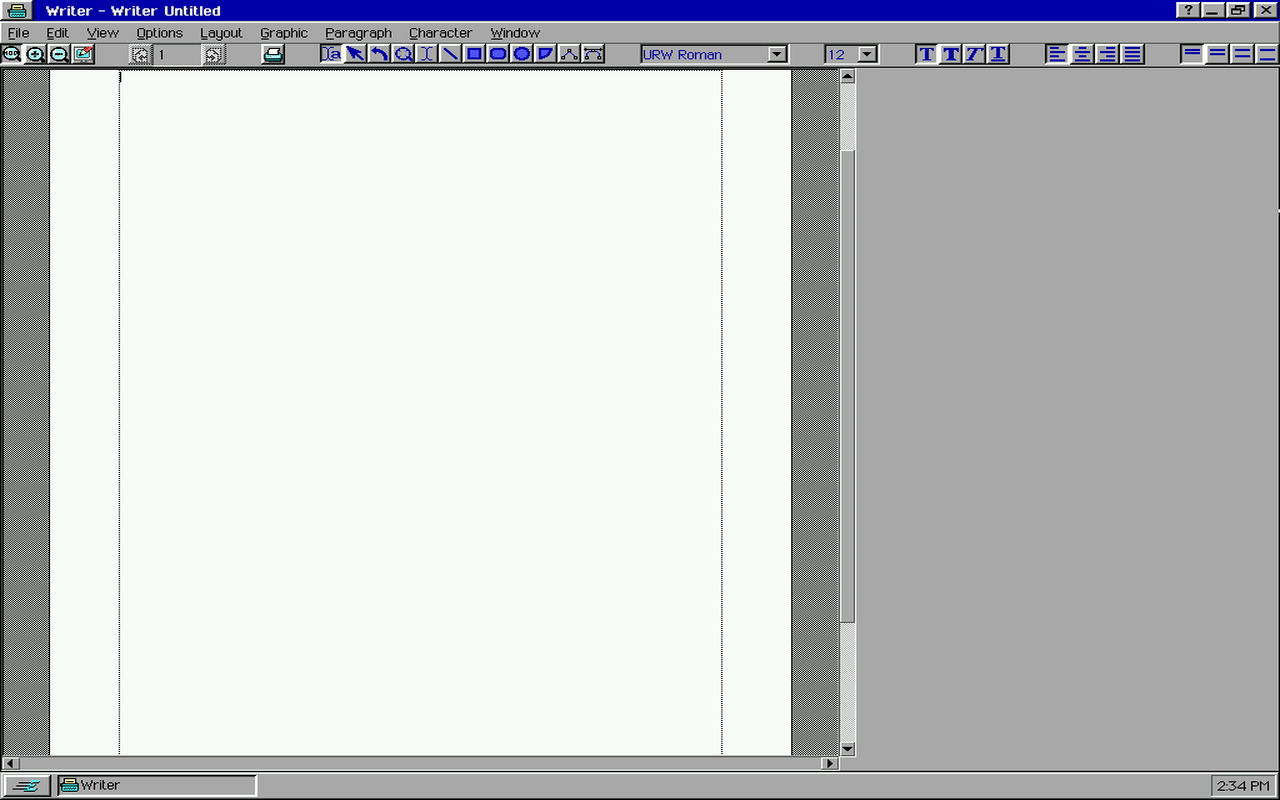 Writer - Writer Untitled
File Edit View Options Layout Graphic Paragraph Character Window
1 URW Roman 12
Writer 2:34 PM